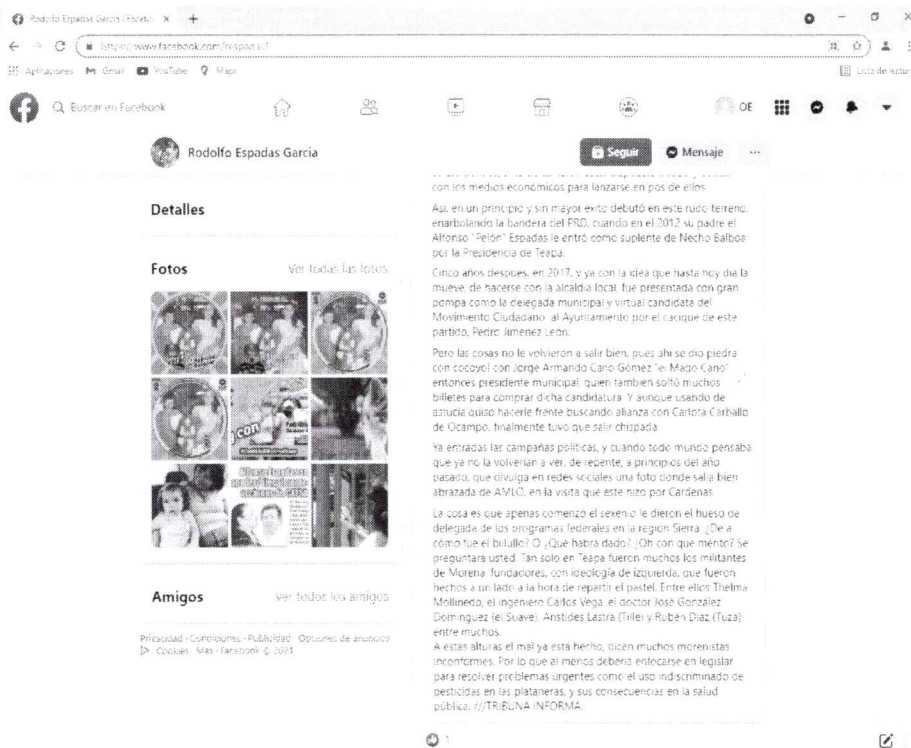 Rodolfo Espadas Garcia | Facebo
https://www.facebook.com/respad
Aplicaciones Gmail YouTube Maps
Lista de lectura
Buscar en Facebook
OE
Rodolfo Espadas Garcia
Seguir Mensaje ...
Detalles
Fotos Ver todas las fotos
Amigos Ver todos los amigos
Privacidad · Condiciones · Publicidad · Opciones de anuncios
Cookies · Más · Facebook © 2021
con los medios económicos para lanzarse en pos de ellos
Así, en un principio y sin mayor éxito debutó en este rudo terreno,
enarbolando la bandera del PRD, cuando en el 2012 su padre el
Alfonso "Pelón" Espadas le entró como suplente de Necho Balboa
por la Presidencia de Teapa.
Cinco años después, en 2017, y ya con la idea que hasta hoy día la
mueve, de hacerse con la alcaldía local, fue presentada con gran
pompa como la delegada municipal y virtual candidata del
Movimiento Ciudadano al Ayuntamiento por el cacique de este
partido, Pedro Jiménez León.
Pero las cosas no le volvieron a salir bien, pues ahí se dio piedra
con cocoyol con Jorge Armando Cano Gómez "el Mago Cano"
entonces presidente municipal, quien también soltó muchos
billetes para comprar dicha candidatura. Y aunque usando de
astucia quiso hacerle frente buscando alianza con Carlota Carballo
de Ocampo, finalmente tuvo que salir chispada.
Ya entradas las campañas políticas, y cuando todo mundo pensaba
que ya no la volverían a ver, de repente, a principios del año
pasado, que divulga en redes sociales una foto donde salía bien
abrazada de AMLO, en la visita que este hizo por Cárdenas.
La cosa es que apenas comenzó el sexenio le dieron el hueso de
delegada de los programas federales en la región Sierra. ¿De a
cómo fue el billullo? O ¿Qué habrá dado? ¿Oh con que mérito? Se
preguntará usted. Tan solo en Teapa fueron muchos los militantes
de Morena, fundadores, con ideología de izquierda, que fueron
hechos a un lado a la hora de repartir el pastel. Entre ellos Thelma
Mollinedo, el ingeniero Carlos Vega, el doctor José González
Domínguez (el Suave), Arístides Lastra (Tille) y Rubén Díaz (Tuza)
entre muchos.
A estas alturas el mal ya está hecho, dicen muchos morenistas
inconformes. Por lo que al menos debería enfocarse en legislar
para resolver problemas urgentes como el uso indiscriminado de
pesticidas en las plataneras, y sus consecuencias en la salud
pública. ///TRIBUNA INFORMA.
1